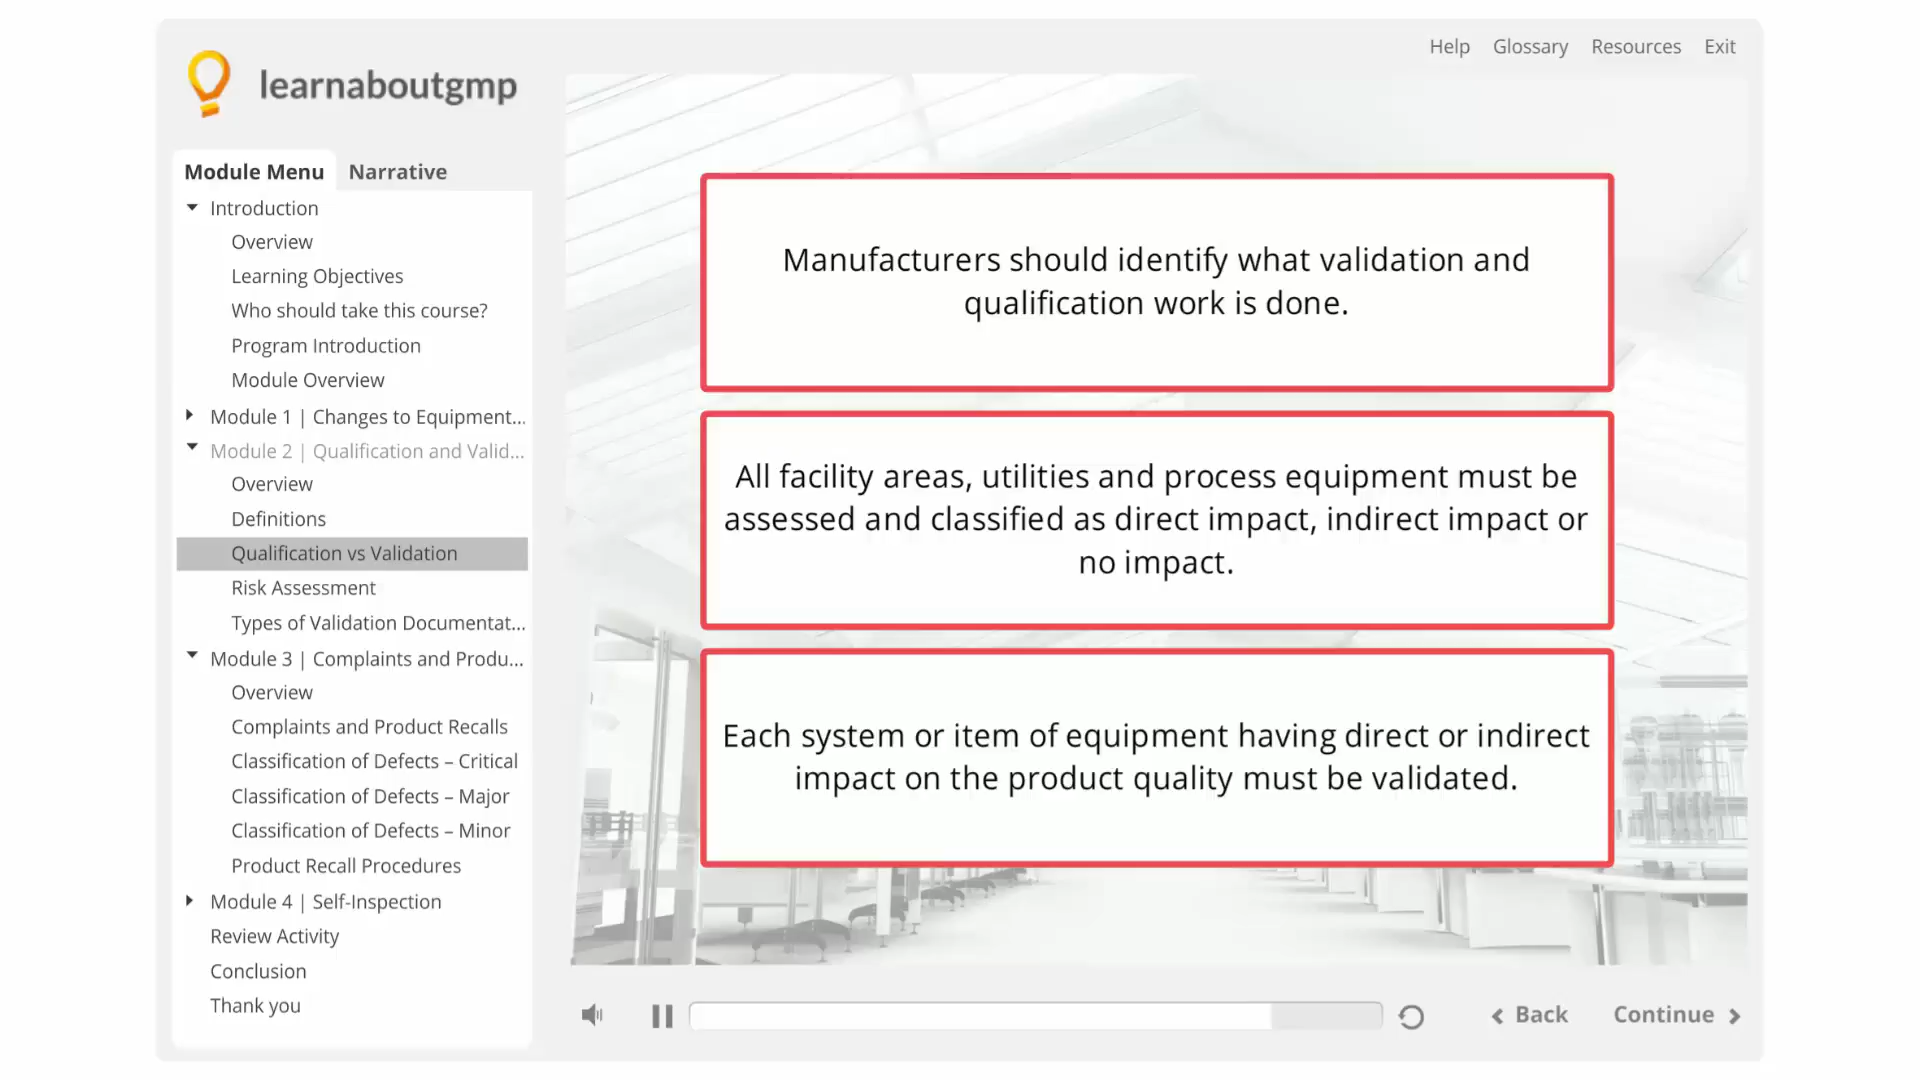 Help Glossary Resources Exit
learnaboutgmp
Module Menu Narrative
Introduction
Overview
Learning Objectives
Who should take this course?
Program Introduction
Module Overview
Module 1 | Changes to Equipment...
Module 2 | Qualification and Valid...
Overview
Definitions
Qualification vs Validation
Risk Assessment
Types of Validation Documentat...
Module 3 | Complaints and Produ...
Overview
Complaints and Product Recalls
Classification of Defects – Critical
Classification of Defects – Major
Classification of Defects – Minor
Product Recall Procedures
Module 4 | Self-Inspection
Review Activity
Conclusion
Thank you
Manufacturers should identify what validation and
qualification work is done.
All facility areas, utilities and process equipment must be
assessed and classified as direct impact, indirect impact or
no impact.
Each system or item of equipment having direct or indirect
impact on the product quality must be validated.
Back Continue